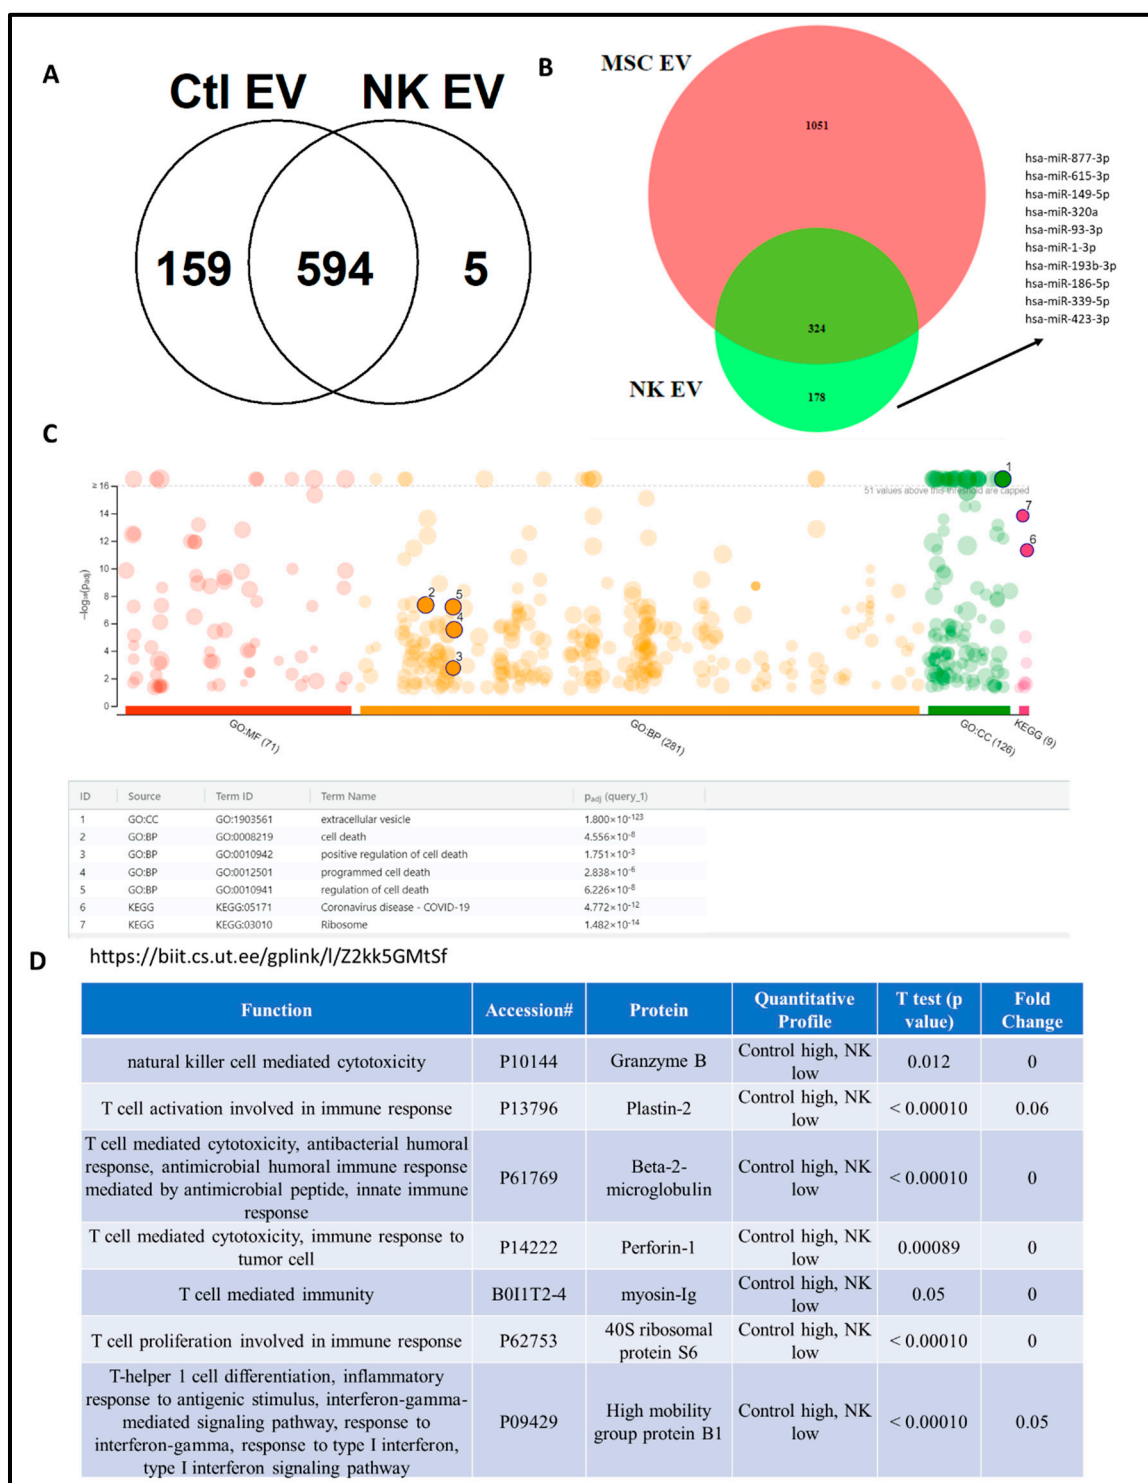 A
Ctl EV
NK EV
159
594
5
B
MSC EV
1051
324
NK EV
178
hsa-miR-877-3p
hsa-miR-615-3p
hsa-miR-149-5p
hsa-miR-320a
hsa-miR-93-3p
hsa-miR-1-3p
hsa-miR-193b-3p
hsa-miR-186-5p
hsa-miR-339-5p
hsa-miR-423-3p
C
≥ 16
14
12
10
8
6
4
2
0
-log₁₀(padj)
51 values above this threshold are capped
1
7
6
2
5
4
3
GO:MF (71)
GO:BP (281)
GO:CC (126)
KEGG (9)
ID Source Term ID Term Name padj (query_1)
1 GO:CC GO:1903561 extracellular vesicle 1.800×10⁻¹²³
2 GO:BP GO:0008219 cell death 4.556×10⁻⁸
3 GO:BP GO:0010942 positive regulation of cell death 1.751×10⁻³
4 GO:BP GO:0012501 programmed cell death 2.838×10⁻⁶
5 GO:BP GO:0010941 regulation of cell death 6.226×10⁻⁸
6 KEGG KEGG:05171 Coronavirus disease - COVID-19 4.772×10⁻¹²
7 KEGG KEGG:03010 Ribosome 1.482×10⁻¹⁴
D
https://biit.cs.ut.ee/gplink/l/Z2kk5GMtSf
Function Accession# Protein Quantitative Profile T test (p value) Fold Change
natural killer cell mediated cytotoxicity P10144 Granzyme B Control high, NK low 0.012 0
T cell activation involved in immune response P13796 Plastin-2 Control high, NK low < 0.00010 0.06
T cell mediated cytotoxicity, antibacterial humoral
response, antimicrobial humoral immune response
mediated by antimicrobial peptide, innate immune
response
P61769 Beta-2-microglobulin Control high, NK low < 0.00010 0
T cell mediated cytotoxicity, immune response to
tumor cell
P14222 Perforin-1 Control high, NK low 0.00089 0
T cell mediated immunity B0I1T2-4 myosin-Ig Control high, NK low 0.05 0
T cell proliferation involved in immune response P62753 40S ribosomal protein S6 Control high, NK low < 0.00010 0
T-helper 1 cell differentiation, inflammatory
response to antigenic stimulus, interferon-gamma-
mediated signaling pathway, response to
interferon-gamma, response to type I interferon,
type I interferon signaling pathway
P09429 High mobility group protein B1 Control high, NK low < 0.00010 0.05